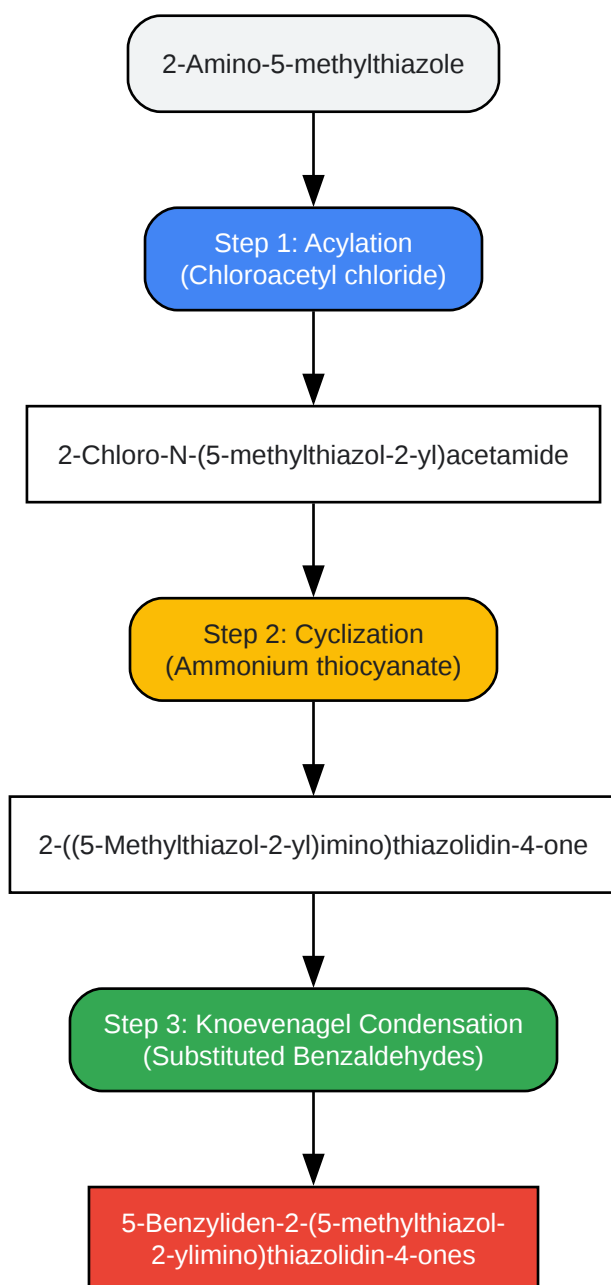 2-Amino-5-methylthiazole
Step 1: Acylation
(Chloroacetyl chloride)
2-Chloro-N-(5-methylthiazol-2-yl)acetamide
Step 2: Cyclization
(Ammonium thiocyanate)
2-((5-Methylthiazol-2-yl)imino)thiazolidin-4-one
Step 3: Knoevenagel Condensation
(Substituted Benzaldehydes)
5-Benzyliden-2-(5-methylthiazol-
2-ylimino)thiazolidin-4-ones